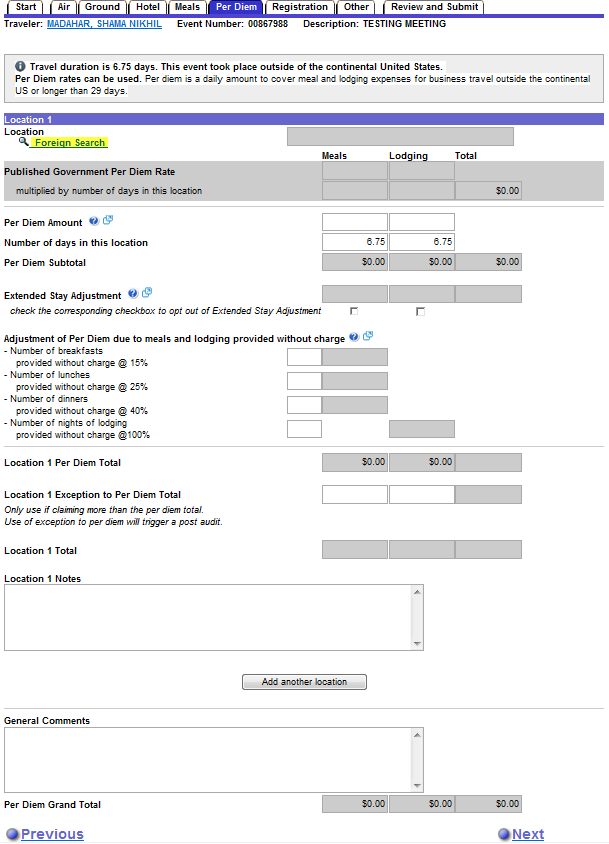 Start Air Ground Hotel Meals Per Diem Registration Other Review and Submit
Traveler: MADAHAR, SHAMA NIKHIL Event Number: 00867988 Description: TESTING MEETING
Travel duration is 6.75 days. This event took place outside of the continental United States.
Per Diem rates can be used. Per diem is a daily amount to cover meal and lodging expenses for business travel outside the continental
US or longer than 29 days.
Location 1
Location
Foreign Search
Meals Lodging Total
Published Government Per Diem Rate
multiplied by number of days in this location $0.00
Per Diem Amount
Number of days in this location 6.75 6.75
Per Diem Subtotal $0.00 $0.00 $0.00
Extended Stay Adjustment
check the corresponding checkbox to opt out of Extended Stay Adjustment
Adjustment of Per Diem due to meals and lodging provided without charge
- Number of breakfasts
provided without charge @ 15%
- Number of lunches
provided without charge @ 25%
- Number of dinners
provided without charge @ 40%
- Number of nights of lodging
provided without charge @100%
Location 1 Per Diem Total $0.00 $0.00
Location 1 Exception to Per Diem Total
Only use if claiming more than the per diem total.
Use of exception to per diem will trigger a post audit.
Location 1 Total
Location 1 Notes
Add another location
General Comments
Per Diem Grand Total $0.00 $0.00 $0.00
Previous Next